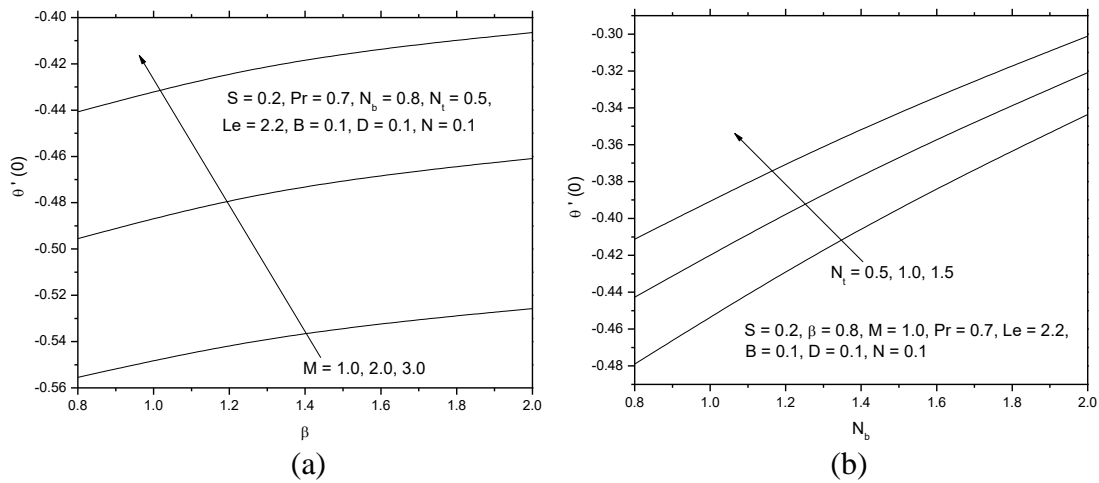 -0.40
-0.42
-0.44
-0.46
-0.48
-0.50
-0.52
-0.54
-0.56
θ ' (0)
S = 0.2, Pr = 0.7, N_b = 0.8, N_t = 0.5,
Le = 2.2, B = 0.1, D = 0.1, N = 0.1
M = 1.0, 2.0, 3.0
0.8 1.0 1.2 1.4 1.6 1.8 2.0
β
(a)
-0.30
-0.32
-0.34
-0.36
-0.38
-0.40
-0.42
-0.44
-0.46
-0.48
θ ' (0)
N_t = 0.5, 1.0, 1.5
S = 0.2, β = 0.8, M = 1.0, Pr = 0.7, Le = 2.2,
B = 0.1, D = 0.1, N = 0.1
0.8 1.0 1.2 1.4 1.6 1.8 2.0
N_b
(b)